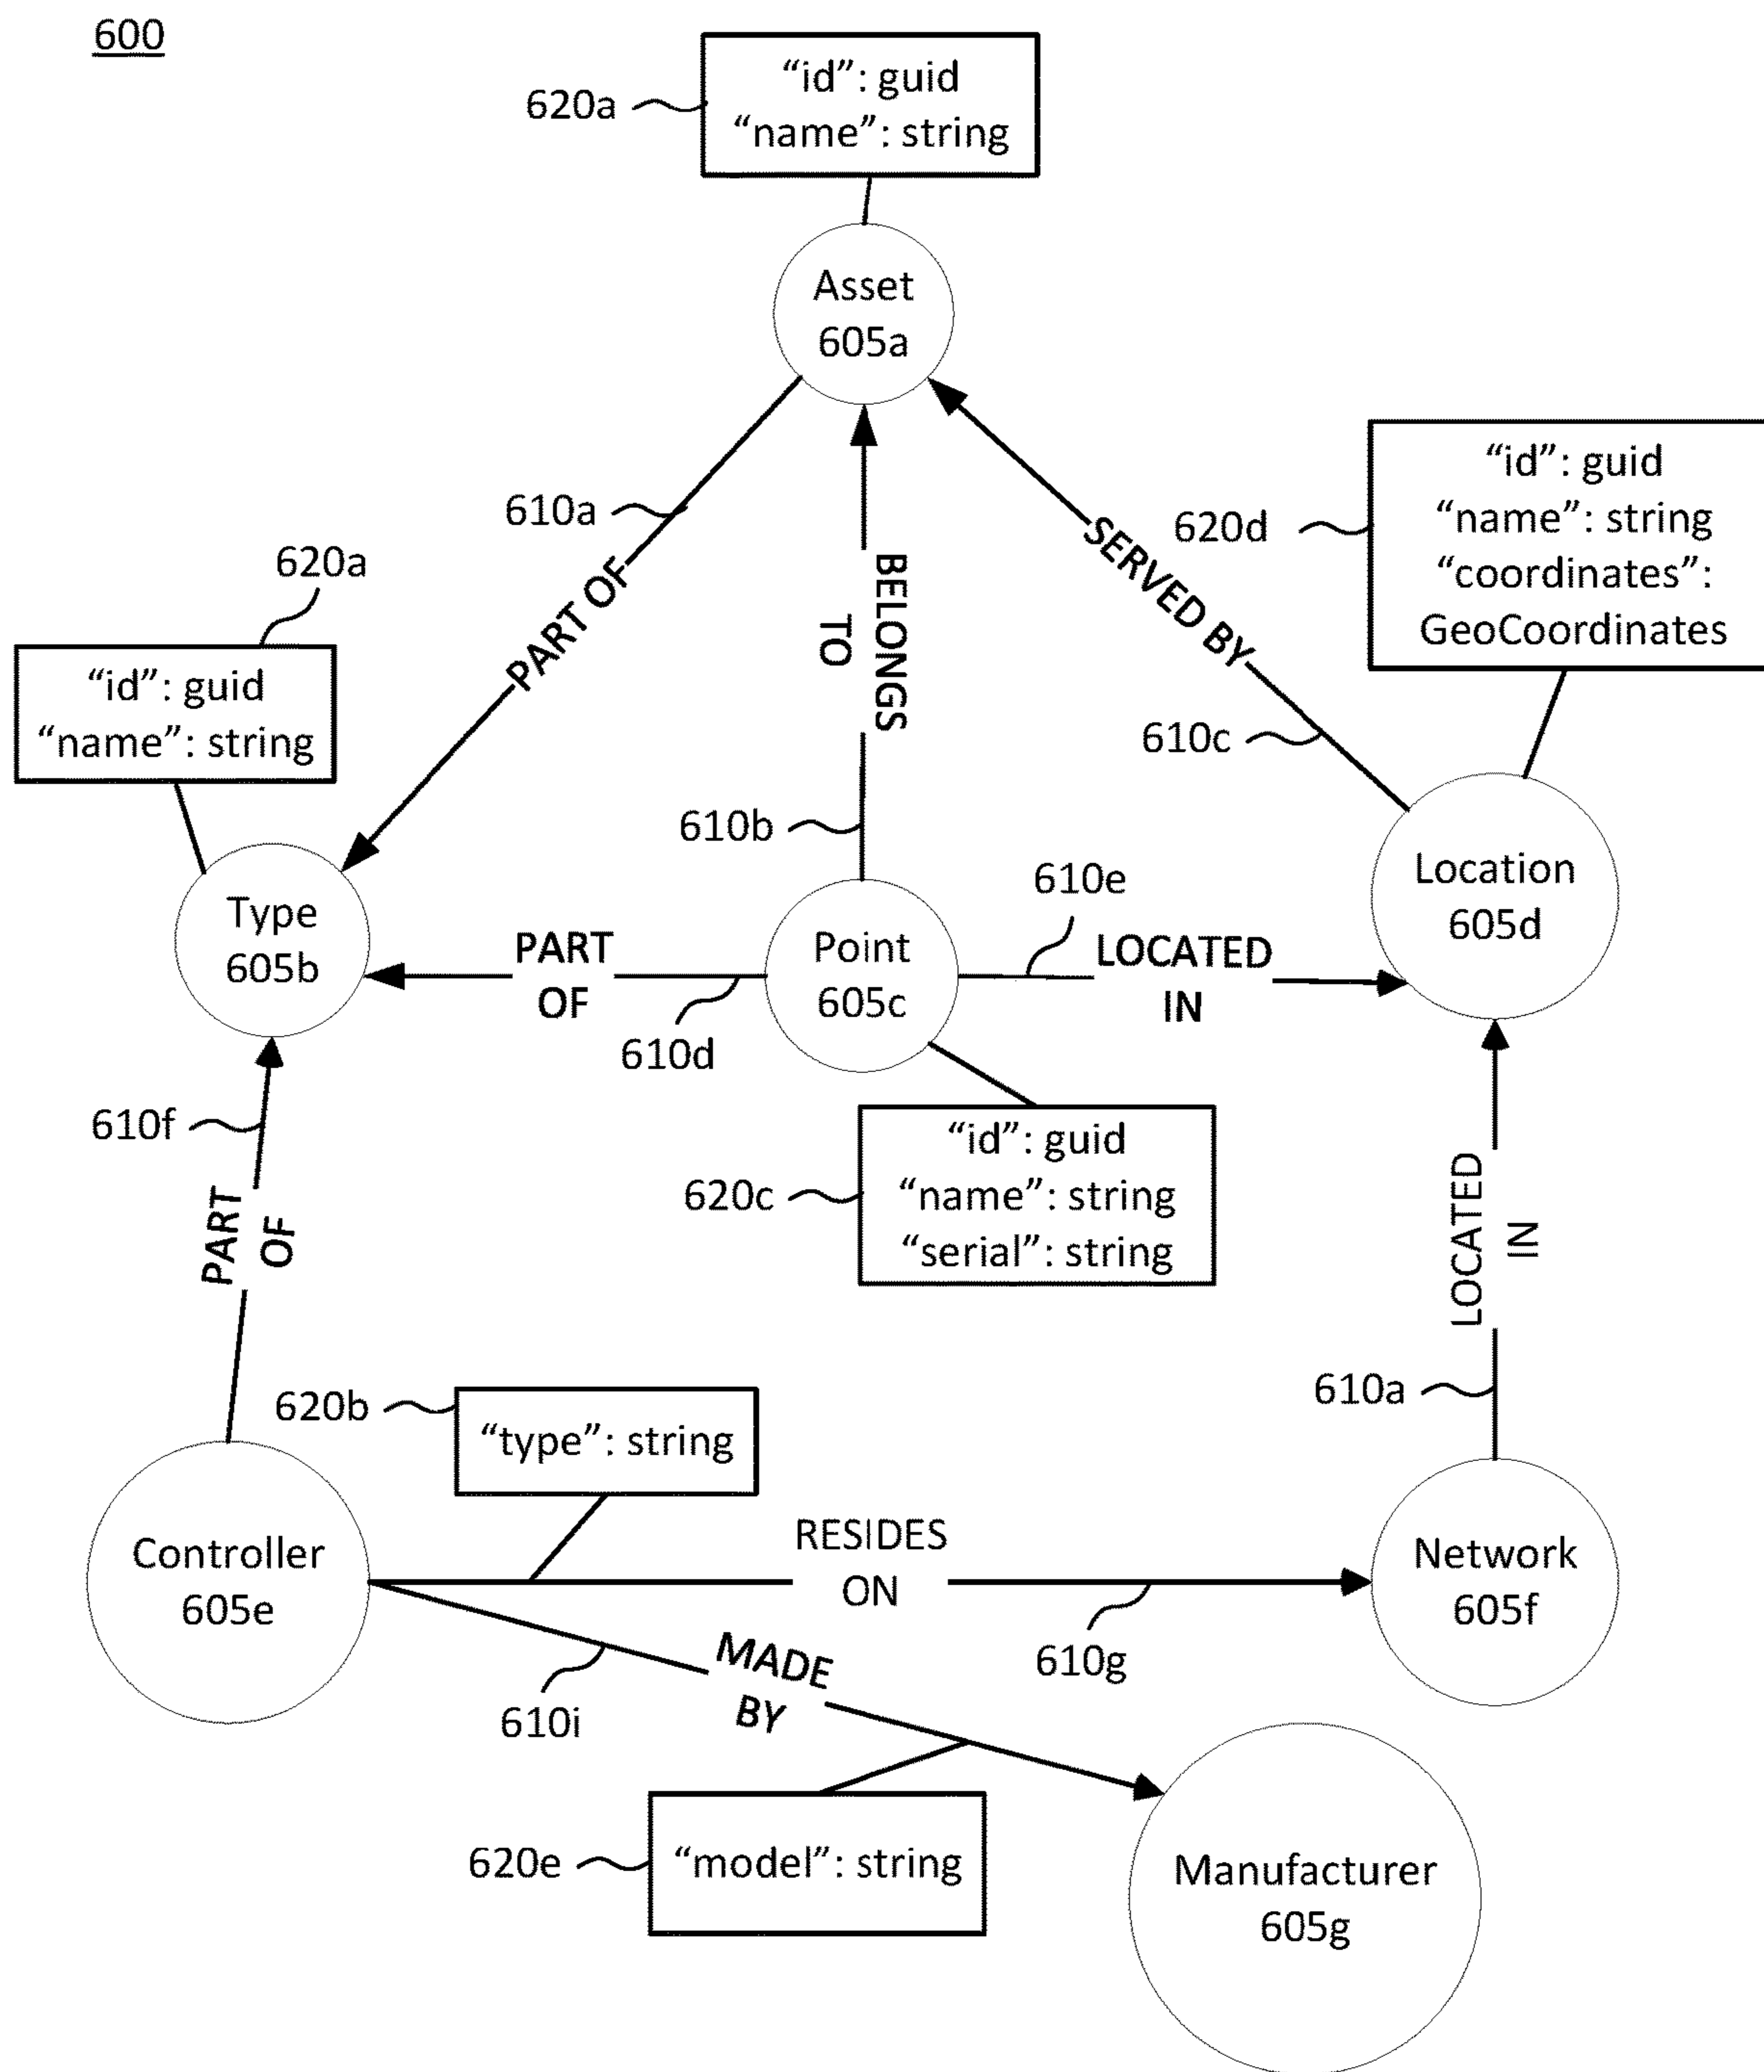 600
620a
“id”: guid
“name”: string
Asset
605a
610a
PART OF
BELONGS
TO
SERVED BY
620d
“id”: guid
“name”: string
“coordinates”:
GeoCoordinates
620a
“id”: guid
“name”: string
610c
610b
Type
605b
PART
OF
610d
Point
605c
610e
LOCATED
IN
Location
605d
610f
PART
OF
620c
“id”: guid
“name”: string
“serial”: string
LOCATED
IN
610a
620b
“type”: string
Controller
605e
RESIDES
ON
610g
Network
605f
610i
MADE
BY
620e
“model”: string
Manufacturer
605g